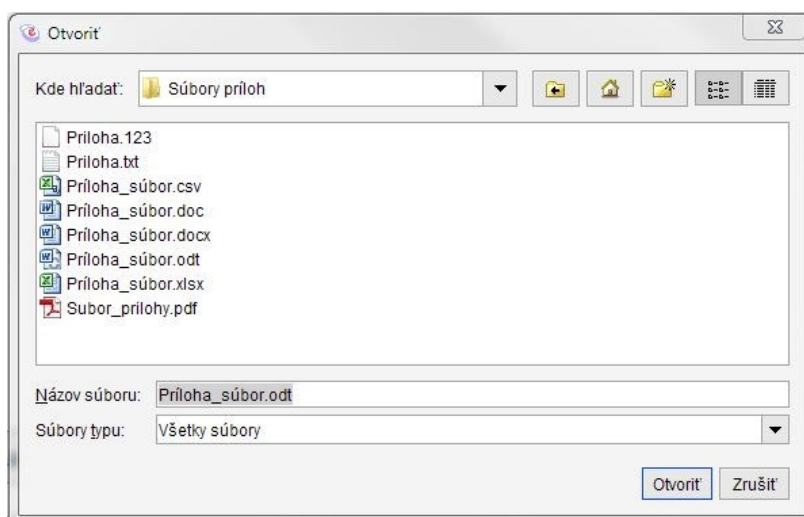 Otvoriť
Kde hľadať: Súbory príloh
Priloha.123
Priloha.txt
Príloha_súbor.csv
Príloha_súbor.doc
Príloha_súbor.docx
Príloha_súbor.odt
Príloha_súbor.xlsx
Subor_prilohy.pdf
Názov súboru: Príloha_súbor.odt
Súbory typu: Všetky súbory
Otvoriť Zrušiť